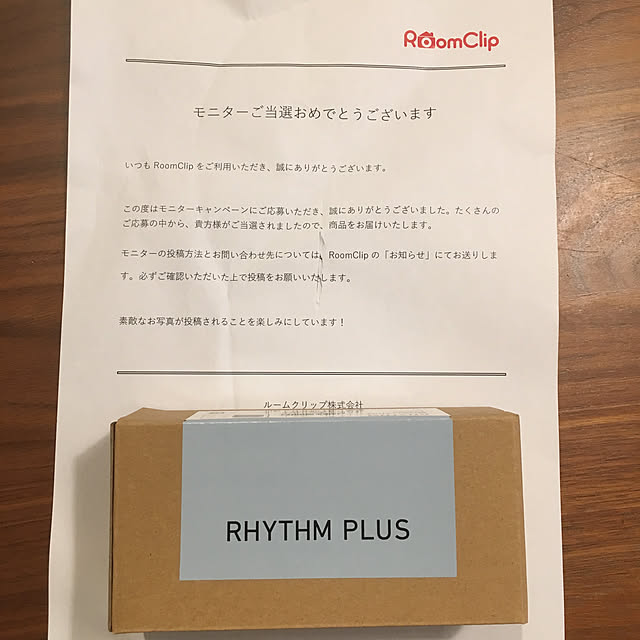 RoomClip
モニターご当選おめでとうございます
いつも RoomClip をご利用いただき、誠にありがとうございます。
この度はモニターキャンペーンにご応募いただき、誠にありがとうございました。たくさんの
ご応募の中から、貴方様がご当選されましたので、商品をお届けいたします。
モニターの投稿方法とお問い合わせ先については、RoomClip の「お知らせ」にてお送りしま
す。必ずご確認いただいた上で投稿をお願いいたします。
素敵なお写真が投稿されることを楽しみにしています！
ルームクリップ株式会社
RHYTHM PLUS